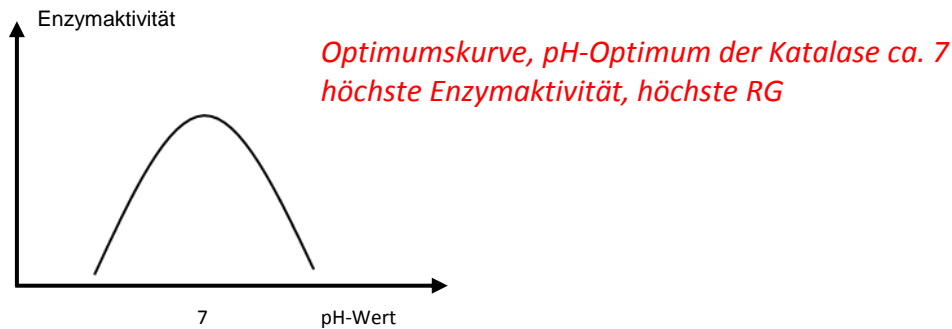 Enzymaktivität
Optimumskurve, pH-Optimum der Katalase ca. 7
höchste Enzymaktivität, höchste RG
7 pH-Wert